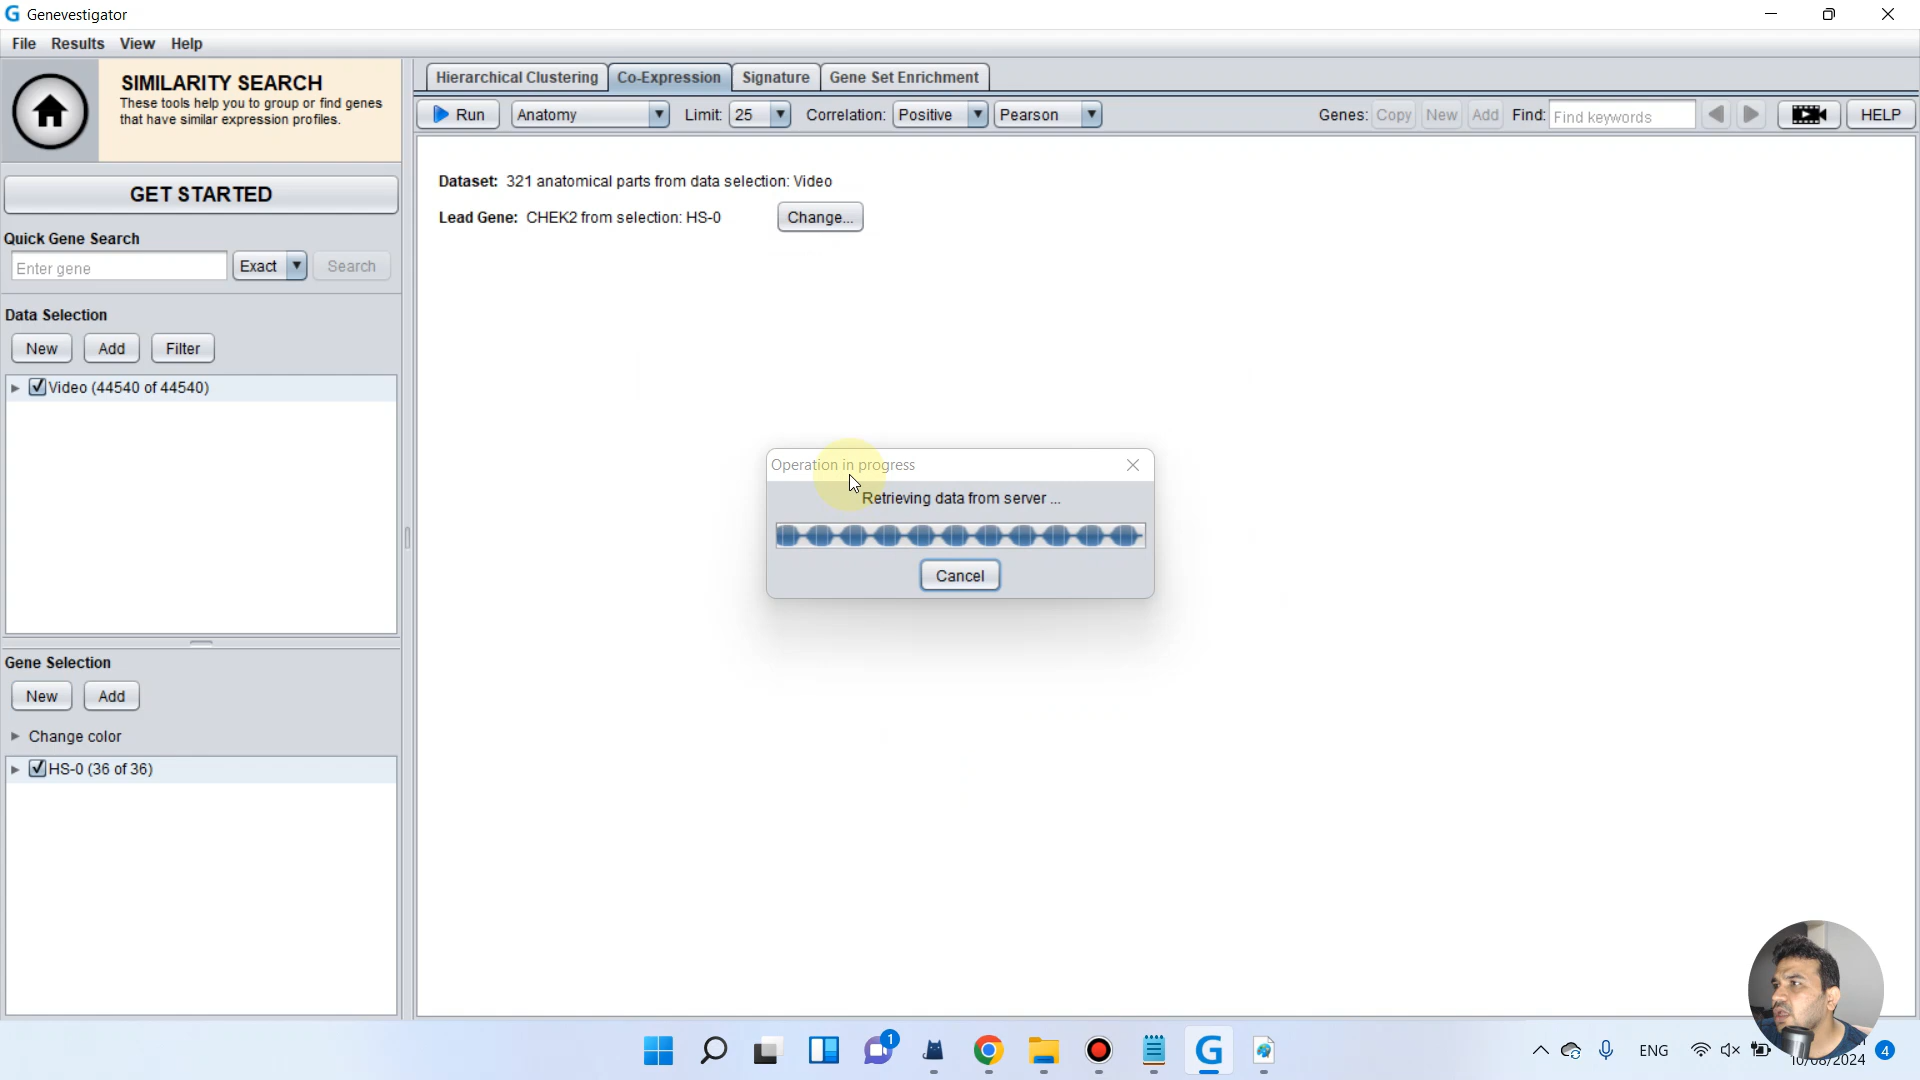 Genevestigator
File Results View Help
SIMILARITY SEARCH
These tools help you to group or find genes
that have similar expression profiles.
GET STARTED
Quick Gene Search
Enter gene Exact Search
Data Selection
New Add Filter
Video (44540 of 44540)
Gene Selection
New Add
Change color
HS-0 (36 of 36)
Hierarchical Clustering Co-Expression Signature Gene Set Enrichment
Run Anatomy Limit: 25 Correlation: Positive Pearson Genes: Copy New Add Find: Find keywords HELP
Dataset: 321 anatomical parts from data selection: Video
Lead Gene: CHEK2 from selection: HS-0 Change...
Operation in progress
Retrieving data from server ...
Cancel
1
G
ENG
10/08/2024
4